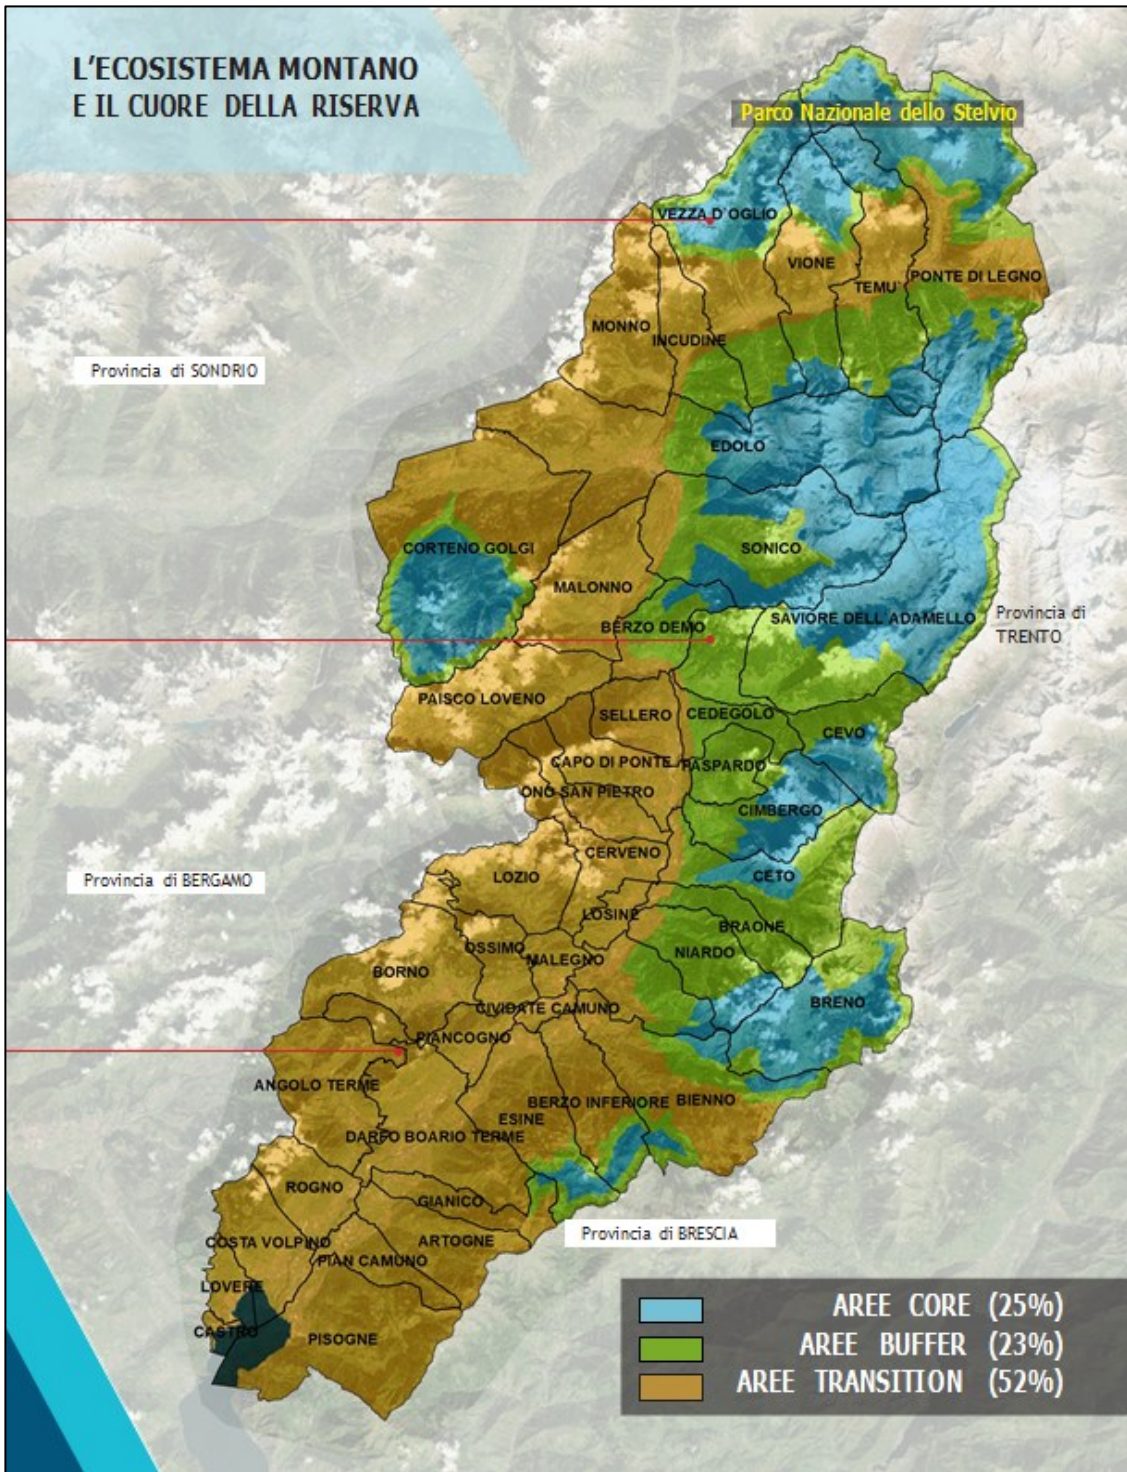 L'ECOSISTEMA MONTANO
E IL CUORE DELLA RISERVA
Parco Nazionale dello Stelvio
VEZZA D'OGLIO
VIONE
TEMU'
PONTE DI LEGNO
MONNO
INCUDINE
Provincia di SONDRIO
EDOLO
CORTENO GOLGI
SONICO
MALONNO
BERZO DEMO
SAVIORE DELL'ADAMELLO
Provincia di
TRENTO
PAISCO LOVENO
SELLERO
CEDEGOLO
CEVO
CAPO DI PONTE
PASPARDO
ONO SAN PIETRO
CIMBERGO
CERVENO
LOZIO
CETO
Provincia di BERGAMO
LOSINE
BRAONE
OSSIMO
MALEGNO
NIARDO
BORNO
BRENO
CIVIDATE CAMUNO
PIANCOGNO
ANGOLO TERME
BERZO INFERIORE
BIENNO
ESINE
DARFO BOARIO TERME
ROGNO
GIANICO
COSTA VOLPINO
ARTOGNE
Provincia di BRESCIA
PIAN CAMUNO
LOVERE
CASTRO
PISOGNE
AREE CORE (25%)
AREE BUFFER (23%)
AREE TRANSITION (52%)